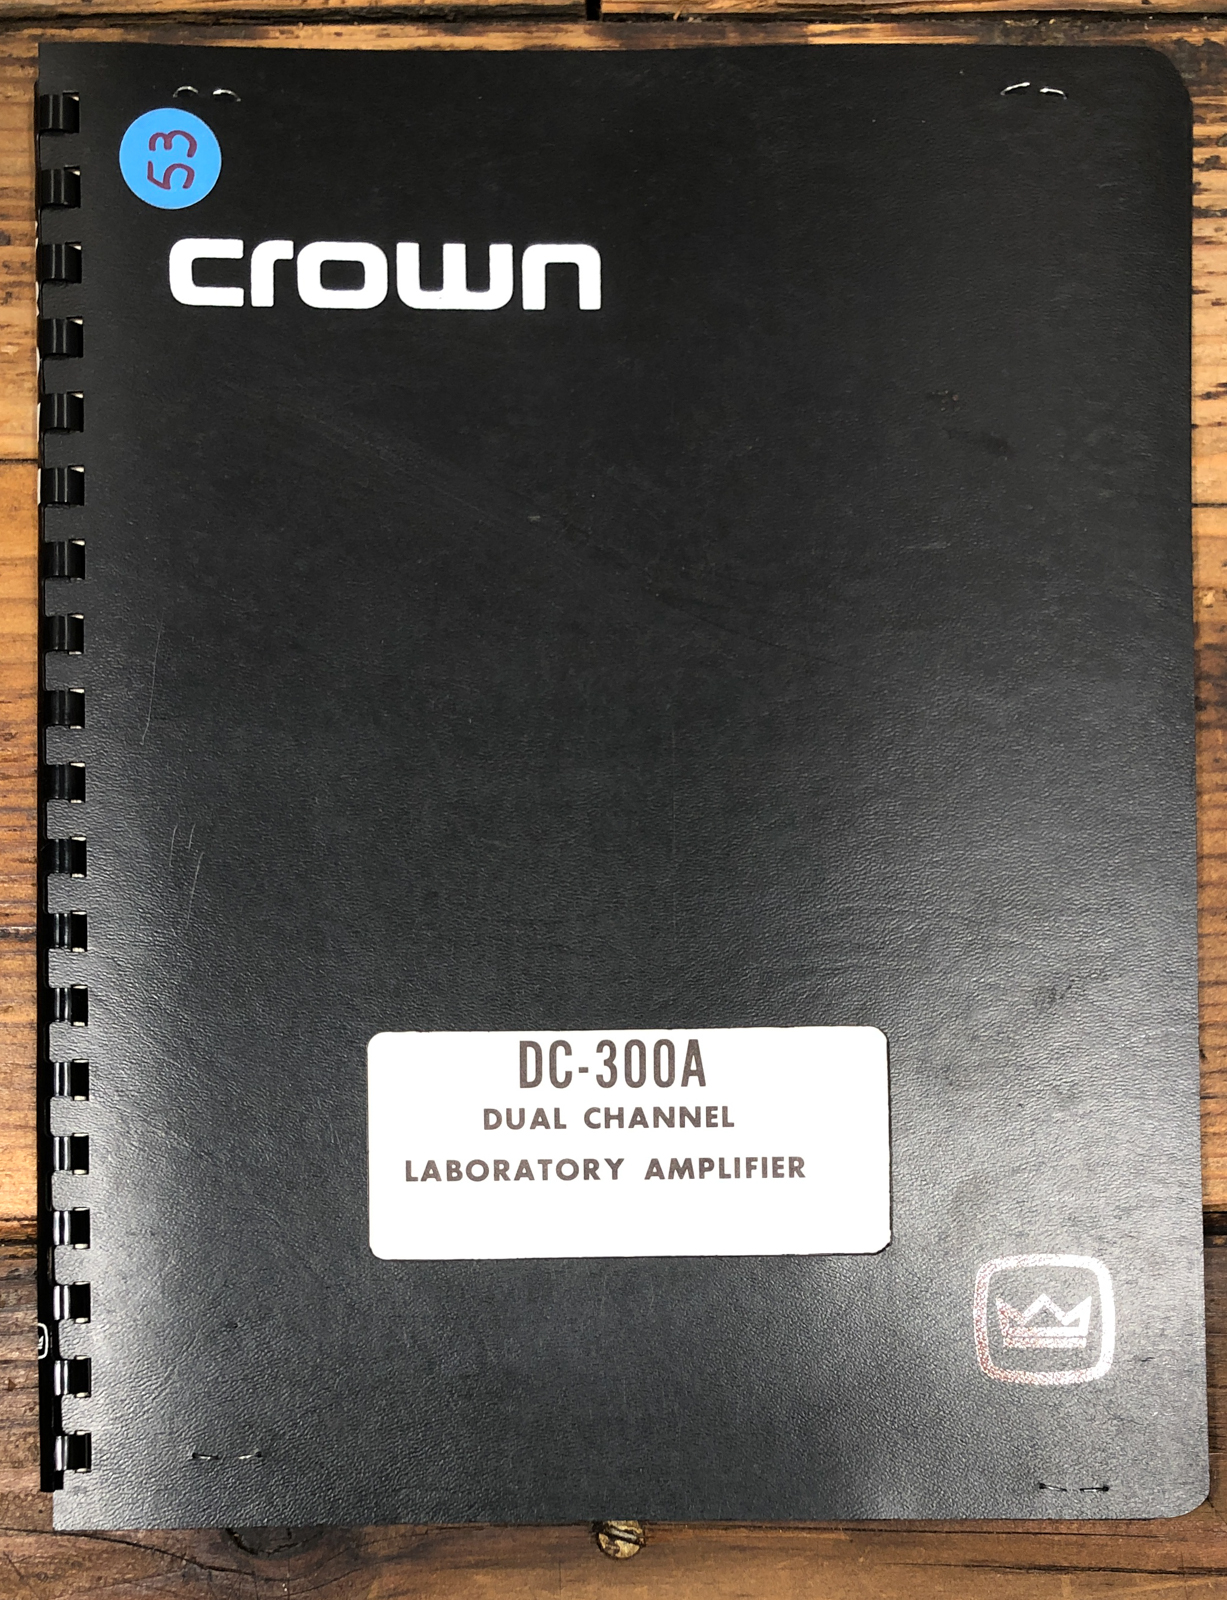 53
crown
DC-300A
DUAL CHANNEL
LABORATORY AMPLIFIER